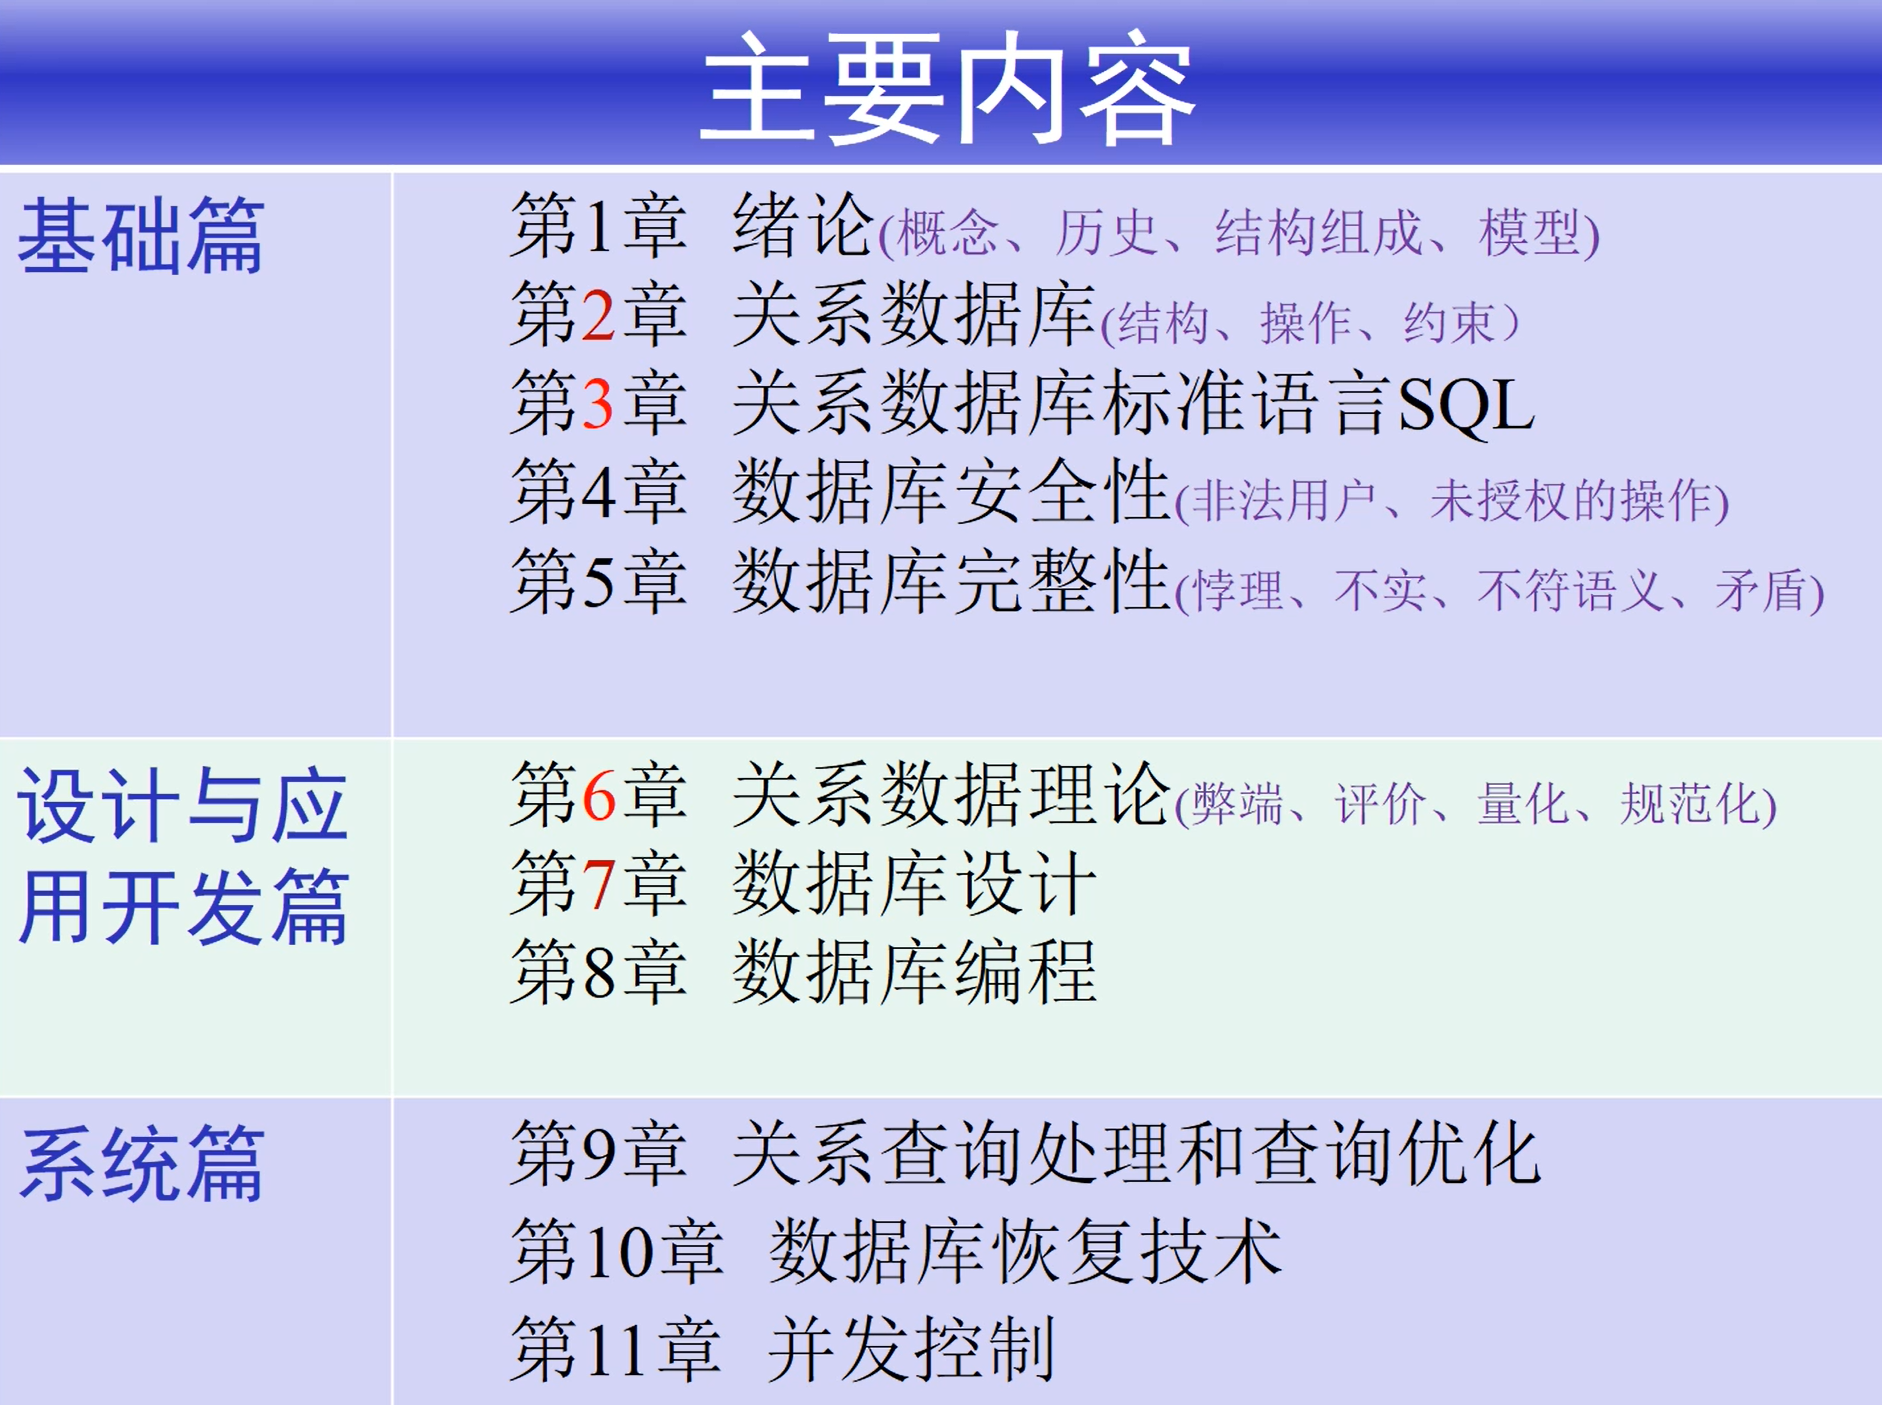 主要内容
基础篇
第1章 绪论(概念、历史、结构组成、模型)
第2章 关系数据库(结构、操作、约束）
第3章 关系数据库标准语言SQL
第4章 数据库安全性(非法用户、未授权的操作)
第5章 数据库完整性(悖理、不实、不符语义、矛盾)
设计与应
用开发篇
第6章 关系数据理论(弊端、评价、量化、规范化)
第7章 数据库设计
第8章 数据库编程
系统篇
第9章 关系查询处理和查询优化
第10章 数据库恢复技术
第11章 并发控制